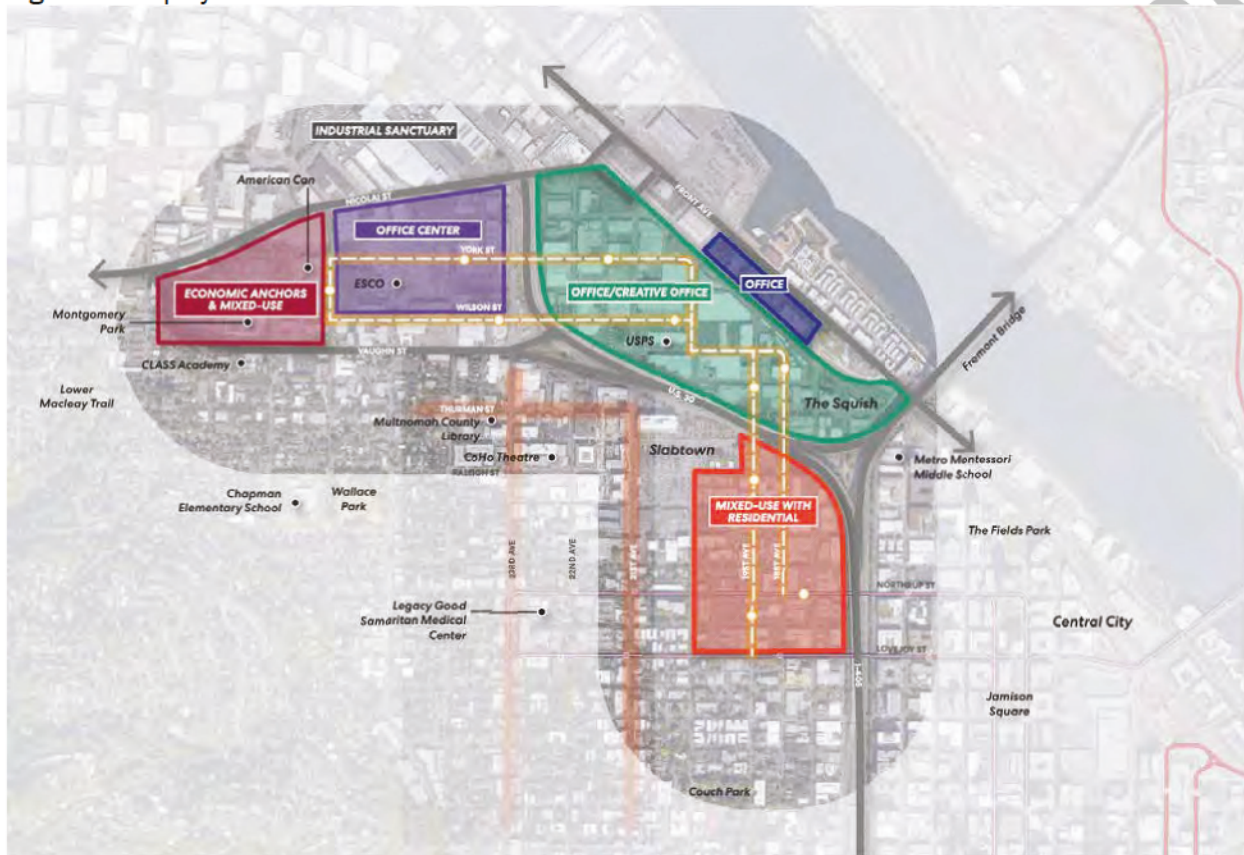 INDUSTRIAL SANCTUARY
American Can
NICOLAI ST
FRONT AVE
OFFICE CENTER
YORK ST
ESCO
ECONOMIC ANCHORS
& MIXED-USE
OFFICE/CREATIVE OFFICE
OFFICE
WILSON ST
Montgomery
Park
USPS
Fremont Bridge
VAUGHN ST
CLASS Academy
U.S. 30
Lower
Macleay Trail
The Squish
THURMAN ST
Multnomah County
Library
Slabtown
CoHo Theatre
RALEIGH ST
Metro Montessori
Middle School
Chapman
Elementary School
Wallace
Park
MIXED-USE WITH
RESIDENTIAL
The Fields Park
23RD AVE
22ND AVE
21ST AVE
18ST AVE
NORTHRUP ST
Legacy Good
Samaritan Medical
Center
Central City
LOVEJOY ST
I-405
Jamison
Square
Couch Park